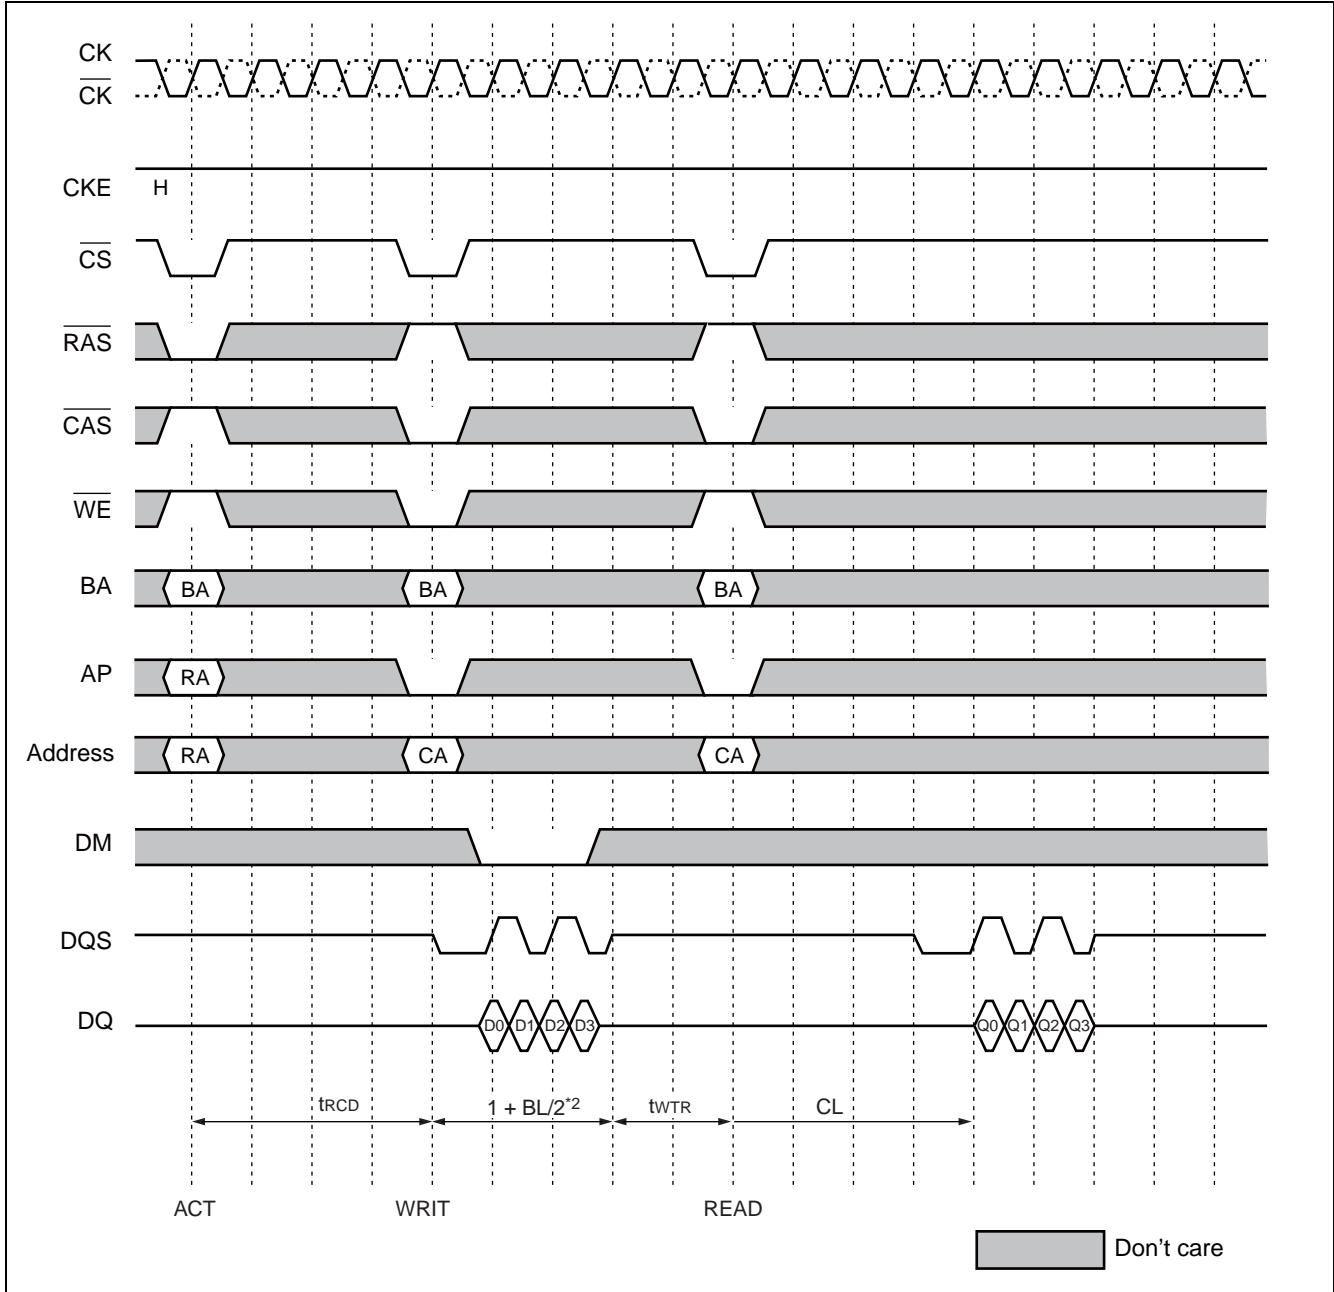 CK
CK
CKE H
CS
RAS
CAS
WE
BA BA BA BA
AP RA
Address RA CA CA
DM
DQS
DQ D0 D1 D2 D3 Q0 Q1 Q2 Q3
tRCD 1 + BL/2*2 tWTR CL
ACT WRIT READ
Don't care